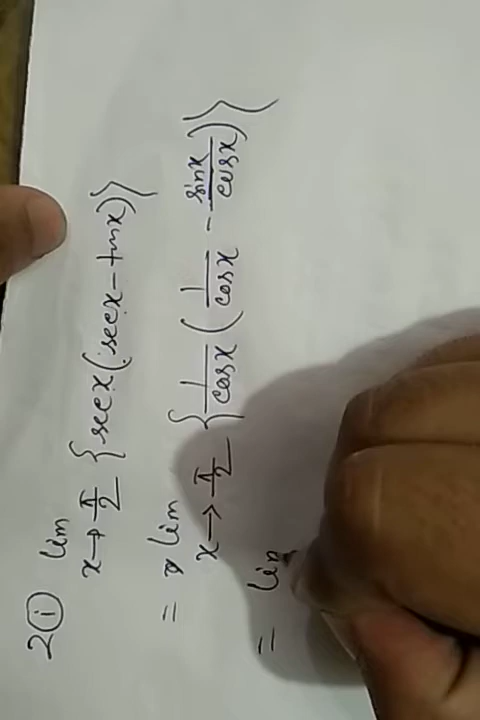 2(i) lim x→π/2 {secx(secx-tanx)}
= lim x→π/2 {1/cosx (1/cosx - sinx/cosx)}
= lim